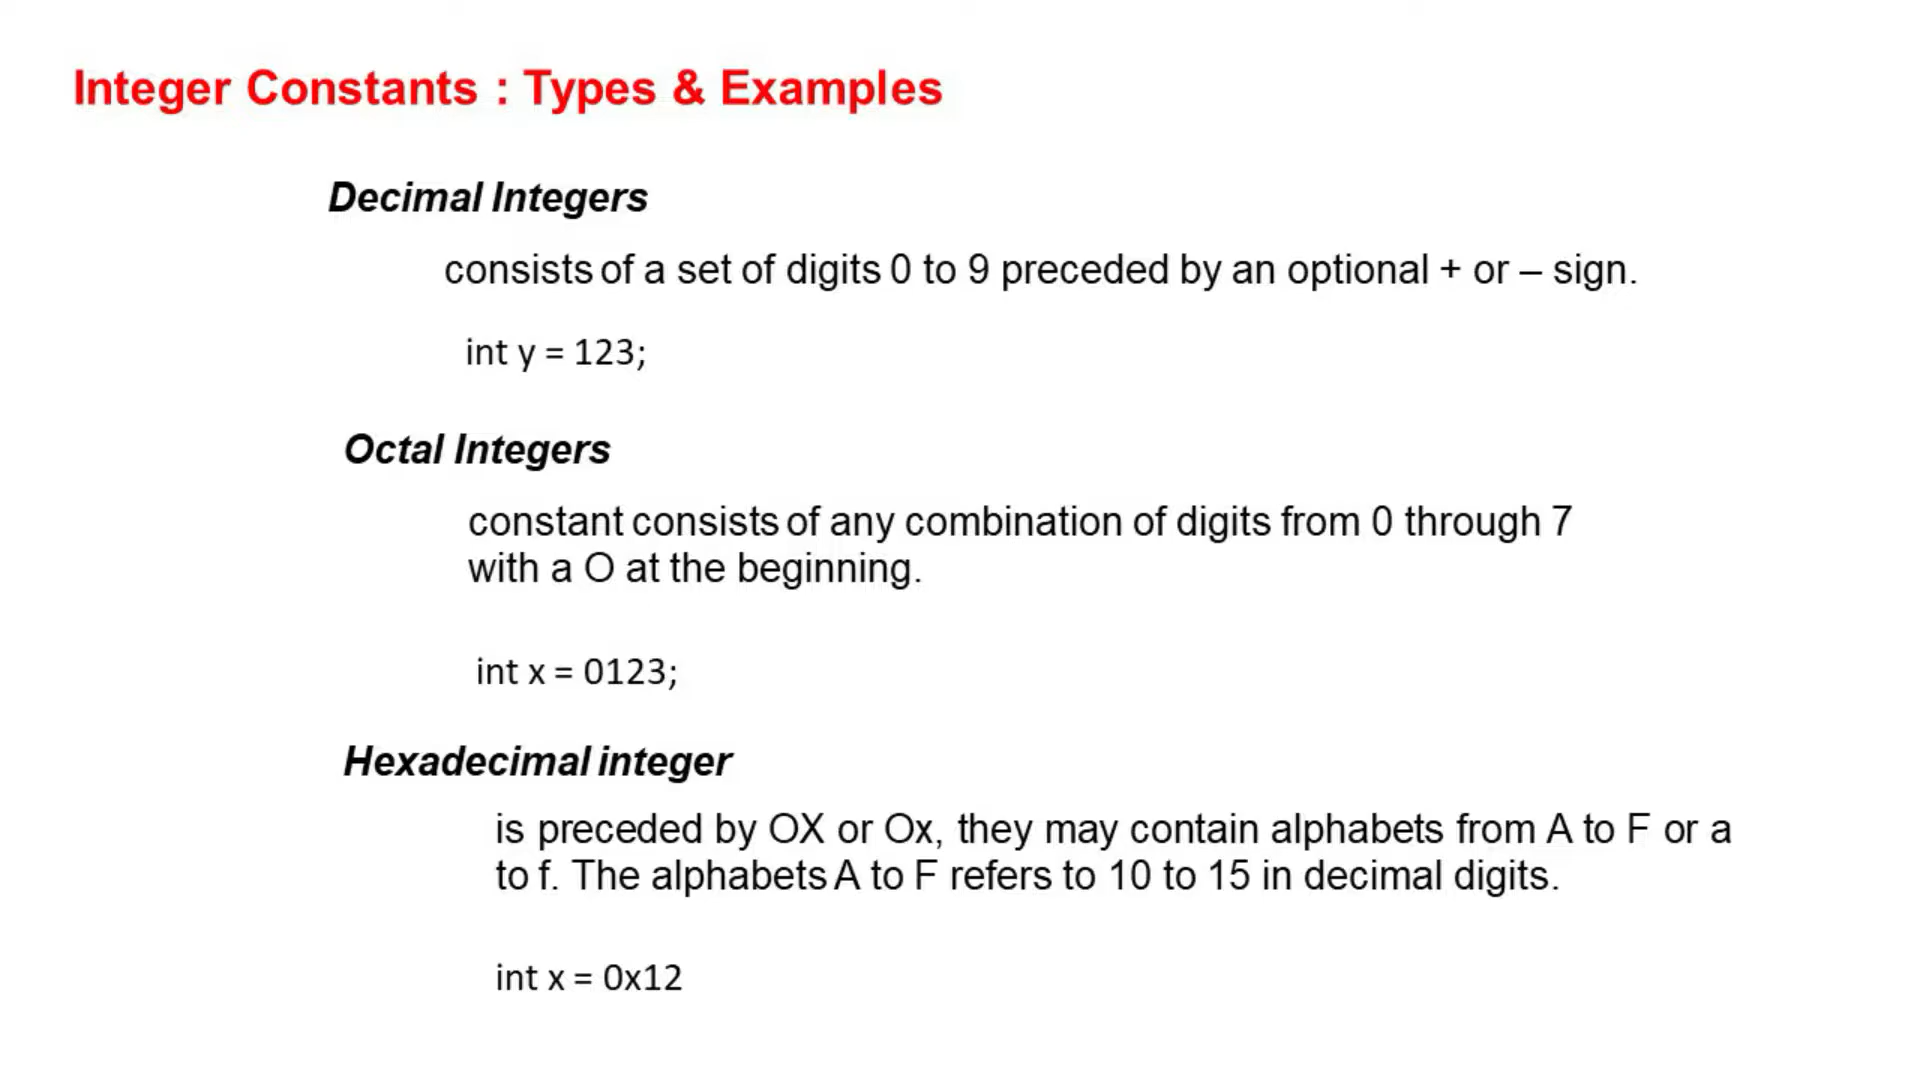 Integer Constants : Types & Examples
Decimal Integers
consists of a set of digits 0 to 9 preceded by an optional + or – sign.
int y = 123;
Octal Integers
constant consists of any combination of digits from 0 through 7
with a O at the beginning.
int x = 0123;
Hexadecimal integer
is preceded by OX or Ox, they may contain alphabets from A to F or a
to f. The alphabets A to F refers to 10 to 15 in decimal digits.
int x = 0x12